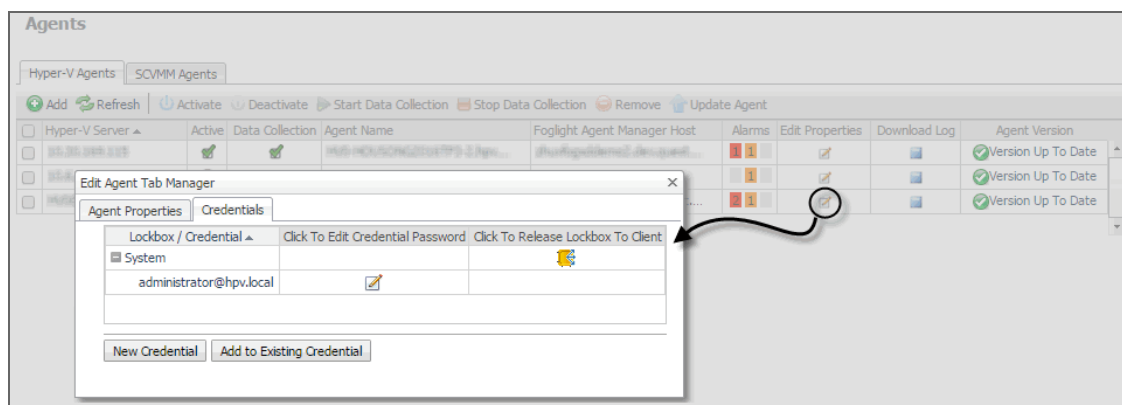 Agents
Hyper-V Agents SCVMM Agents
Add Refresh Activate Deactivate Start Data Collection Stop Data Collection Remove Update Agent
Hyper-V Server Active Data Collection Agent Name Foglight Agent Manager Host Alarms Edit Properties Download Log Agent Version
1 1 Version Up To Date
1 Version Up To Date
2 1 Version Up To Date
Edit Agent Tab Manager
Agent Properties Credentials
Lockbox / Credential Click To Edit Credential Password Click To Release Lockbox To Client
System
administrator@hpv.local
New Credential Add to Existing Credential